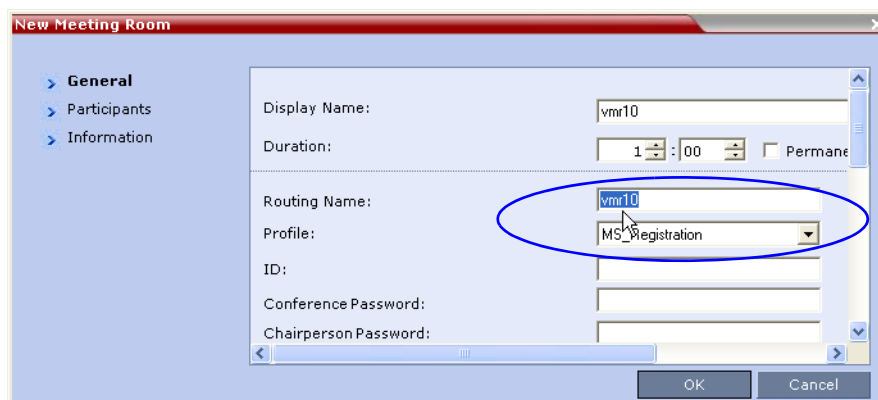 New Meeting Room
General
Participants
Information
Display Name: vmr10
Duration: 1 : 00 Permane
Routing Name: vmr10
Profile: MS_Registration
ID:
Conference Password:
Chairperson Password:
OK Cancel